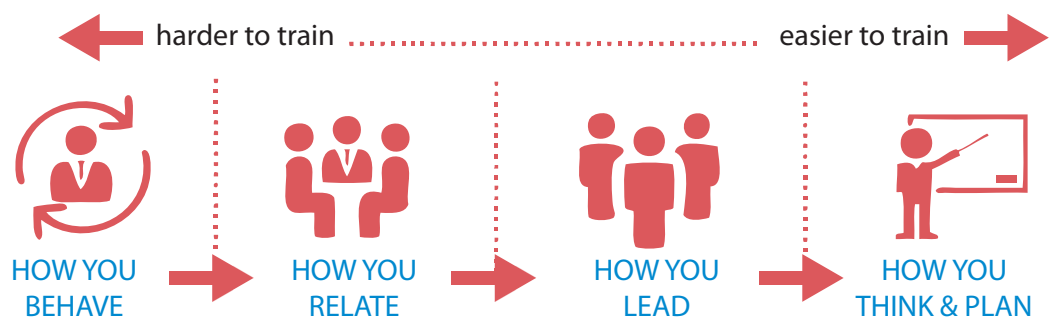 harder to train
easier to train
HOW YOU
BEHAVE
HOW YOU
RELATE
HOW YOU
LEAD
HOW YOU
THINK & PLAN